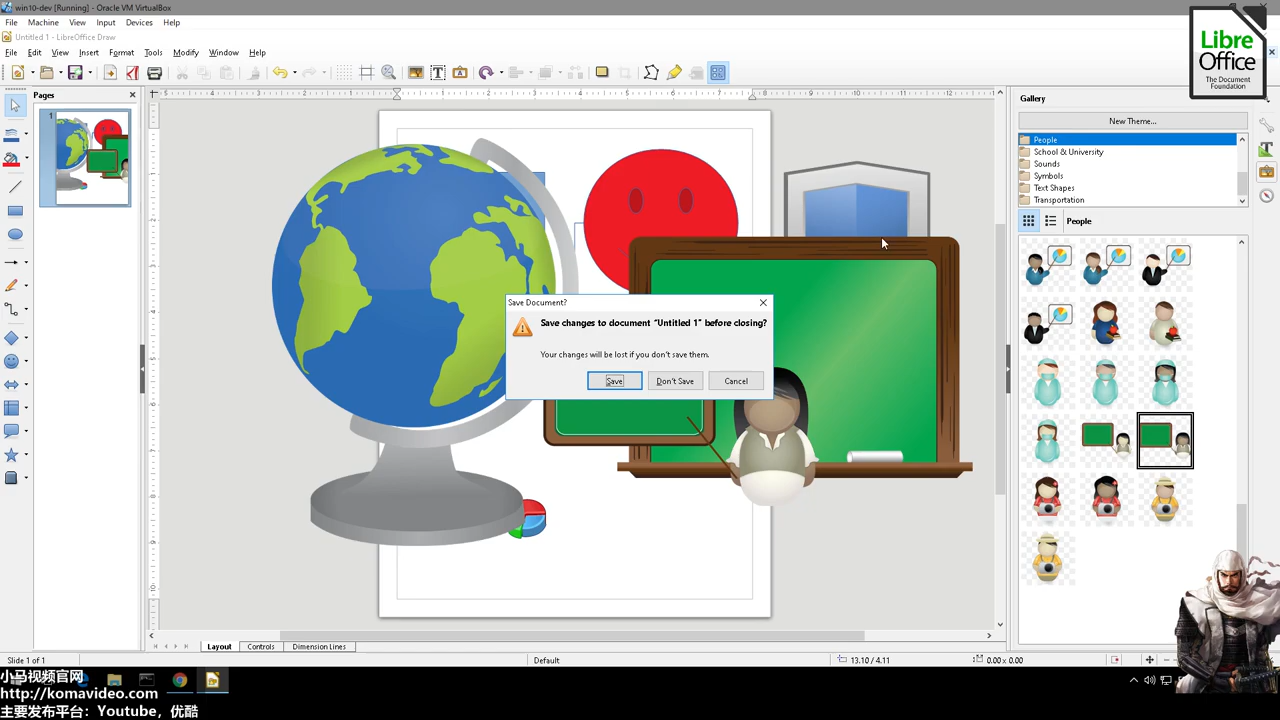 win10-dev [Running] - Oracle VM VirtualBox
File Machine View Input Devices Help
Untitled 1 - LibreOffice Draw
File Edit View Insert Format Tools Modify Window Help
Libre
Office
The Document
Foundation
Pages
1
Gallery
New Theme...
People
School & University
Sounds
Symbols
Text Shapes
Transportation
People
Save Document?
Save changes to document “Untitled 1” before closing?
Your changes will be lost if you don’t save them.
Save Don't Save Cancel
Layout Controls Dimension Lines
Slide 1 of 1 Default 13.10 / 4.11 0.00 x 0.00
小马视频官网
http://komavideo.com
主要发布平台：Youtube，优酷